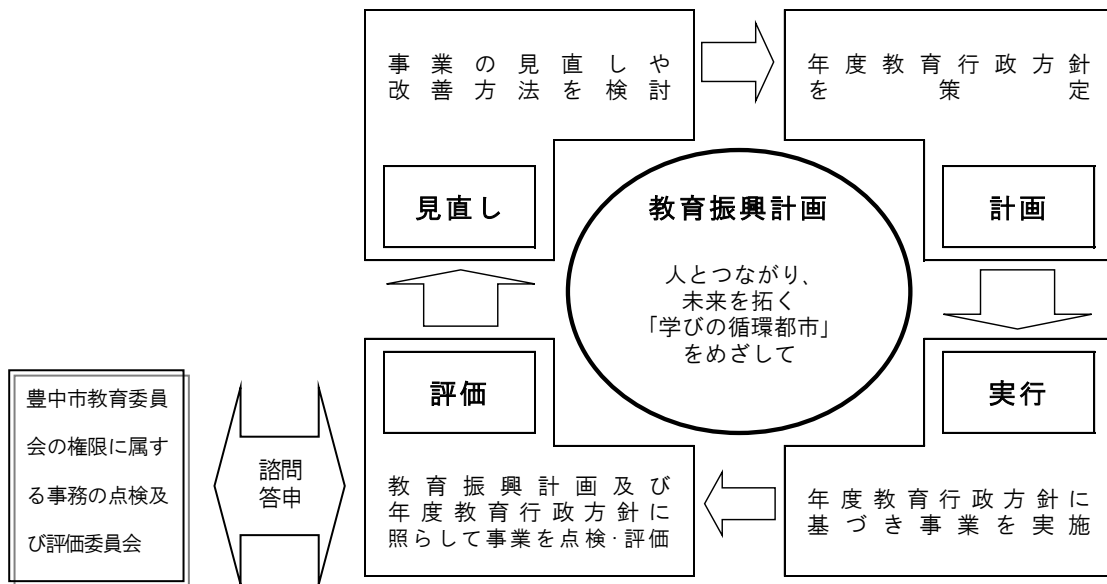 事業の見直しや
改善方法を検討
見直し
年度教育行政方針
を策定
計画
教育振興計画
人とつながり、
未来を拓く
「学びの循環都市」
をめざして
評価
教育振興計画及び
年度教育行政方針に
照らして事業を点検・評価
実行
年度教育行政方針に
基づき事業を実施
諮問
答申
豊中市教育委員
会の権限に属す
る事務の点検及
び評価委員会